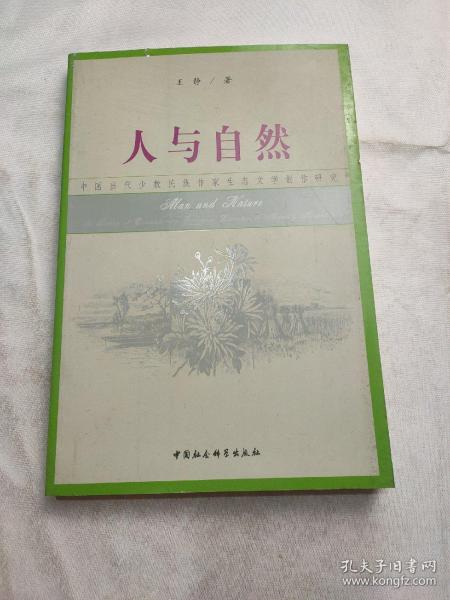 王静/著
人与自然
中国当代少数民族作家生态文学创作研究
Man and Nature
中国社会科学出版社
孔夫子旧书网
www.kongfz.com